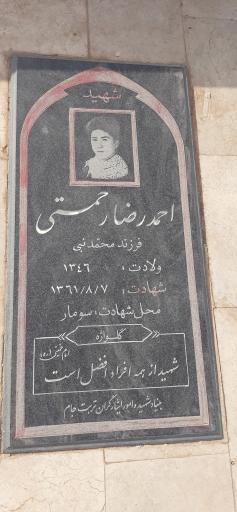 شهید
احمدرضا رحمتی
فرزند محمدنبی
ولادت: ۱۳۴۶
شهادت: ۱۳۶۱/۸/۷
محل شهادت: سومار
گلواژه
امام خمینی (ره)
شهید از همه افراد افضل است
بنیاد شهید و امور ایثارگران تربت جام